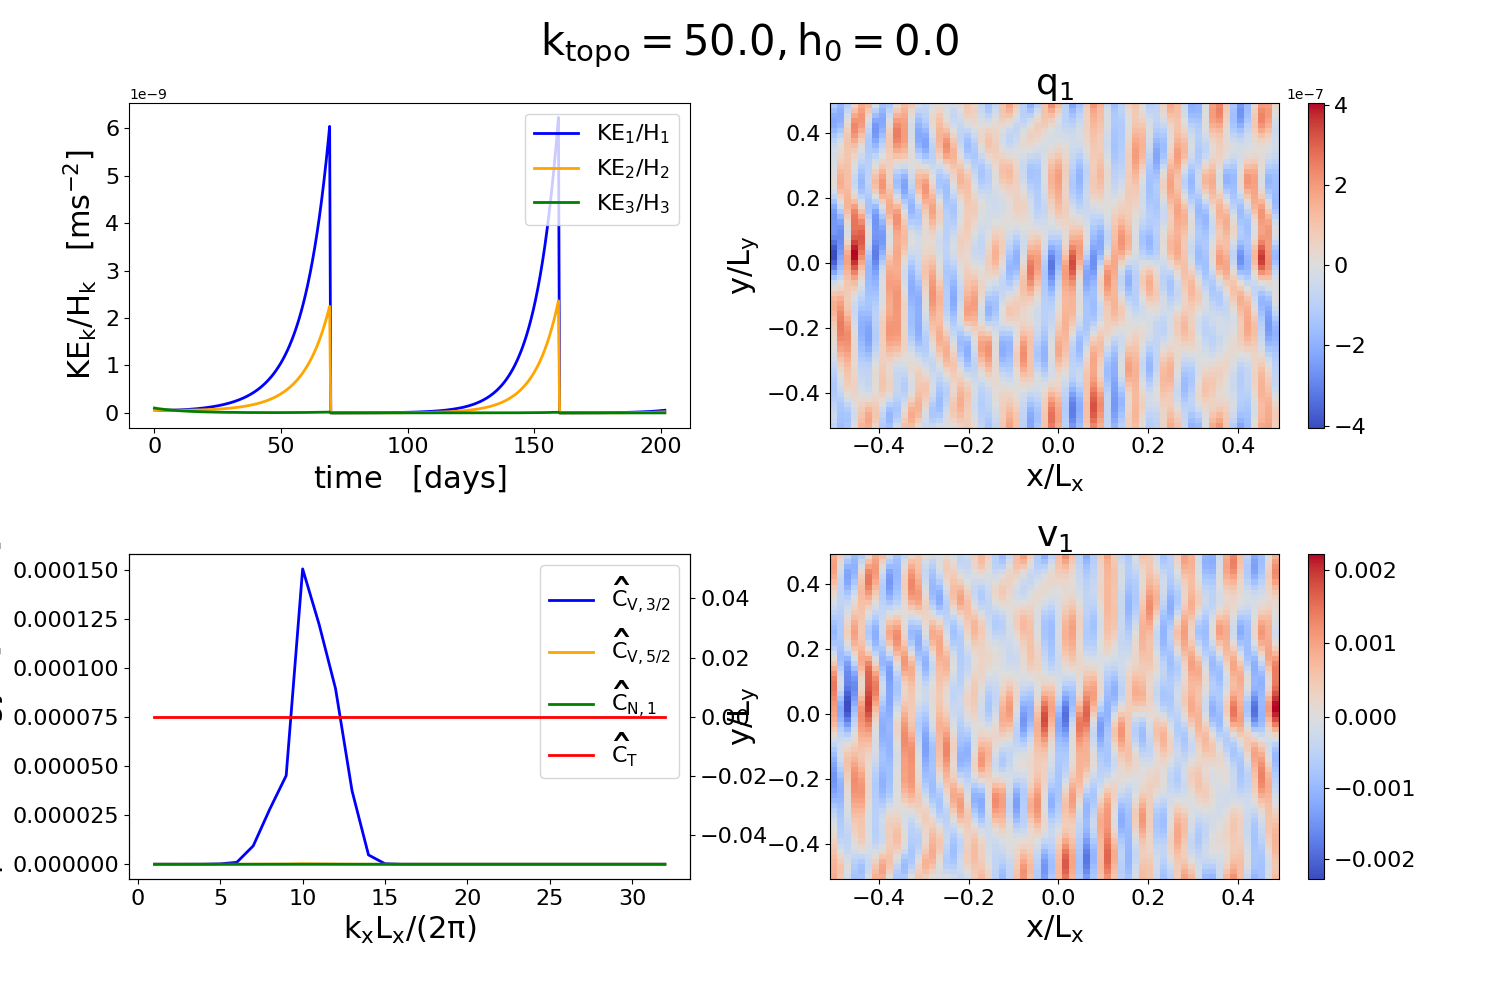 k_topo = 50.0, h_0 = 0.0
1e−9
6
5
4
3
2
1
0
KE_k/H_k [ms^−2]
0 50 100 150 200
time [days]
KE_1/H_1
KE_2/H_2
KE_3/H_3
q_1
1e−7
0.4
0.2
0.0
−0.2
−0.4
y/L_y
−0.4 −0.2 0.0 0.2 0.4
x/L_x
4
2
0
−2
−4
0.000150
0.000125
0.000100
0.000075
0.000050
0.000025
0.000000
0 5 10 15 20 25 30
k_xL_x/(2π)
Ĉ_V, 3/2
Ĉ_V, 5/2
Ĉ_N, 1
Ĉ_T
0.04
0.02
0.00
−0.02
−0.04
v_1
0.4
0.2
0.0
−0.2
−0.4
y/L_y
−0.4 −0.2 0.0 0.2 0.4
x/L_x
0.002
0.001
0.000
−0.001
−0.002